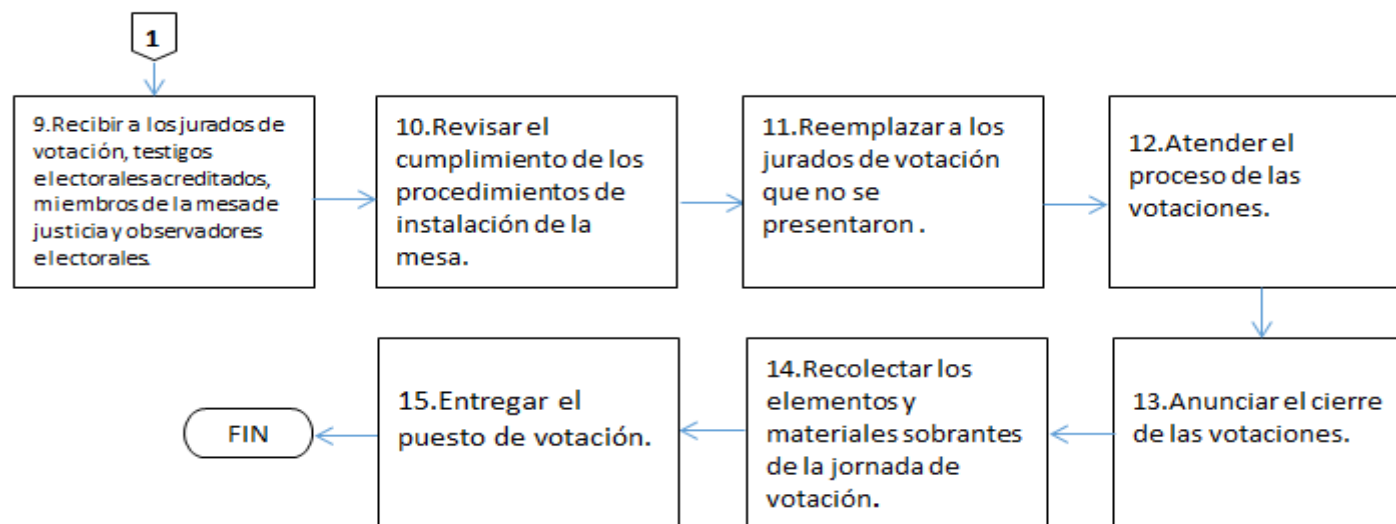 1
9.Recibir a los jurados de
votación, testigos
electorales acreditados,
miembros de la mesa de
justicia y observadores
electorales.
10.Revisar el
cumplimiento de los
procedimientos de
instalación de la
mesa.
11.Reemplazar a los
jurados de votación
que no se
presentaron .
12.Atender el
proceso de las
votaciones.
13.Anunciar el cierre
de las votaciones.
14.Recolectar los
elementos y
materiales sobrantes
de la jornada de
votación.
15.Entregar el
puesto de votación.
FIN